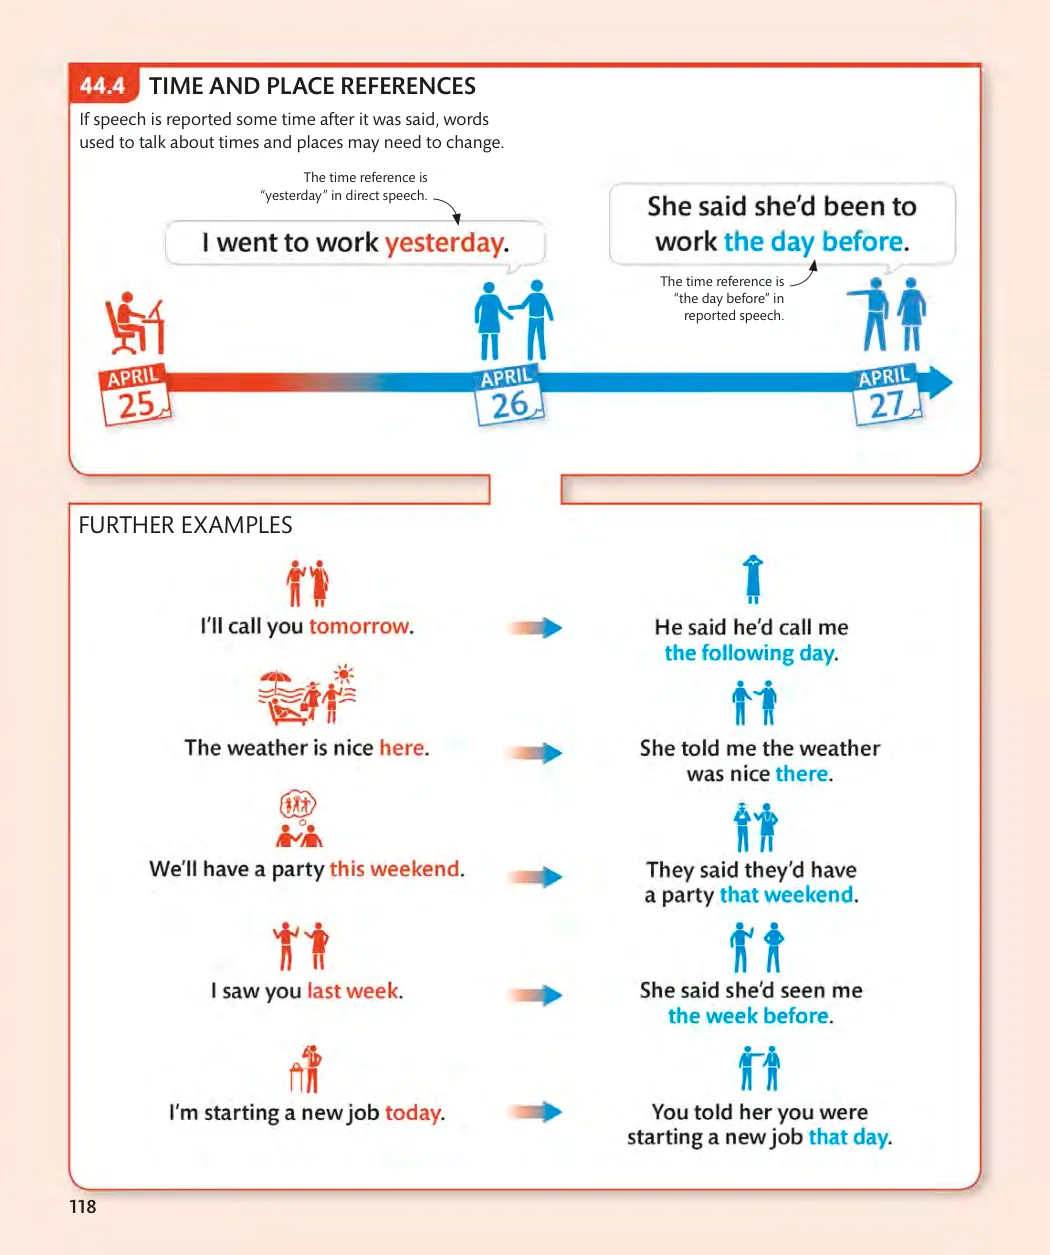 44.4 TIME AND PLACE REFERENCES
If speech is reported some time after it was said, words
used to talk about times and places may need to change.
The time reference is
“yesterday” in direct speech.
I went to work yesterday.
She said she’d been to
work the day before.
The time reference is
“the day before” in
reported speech.
APRIL
25
APRIL
26
APRIL
27
FURTHER EXAMPLES
I’ll call you tomorrow.
He said he’d call me
the following day.
The weather is nice here.
She told me the weather
was nice there.
We’ll have a party this weekend.
They said they’d have
a party that weekend.
I saw you last week.
She said she’d seen me
the week before.
I’m starting a new job today.
You told her you were
starting a new job that day.
118